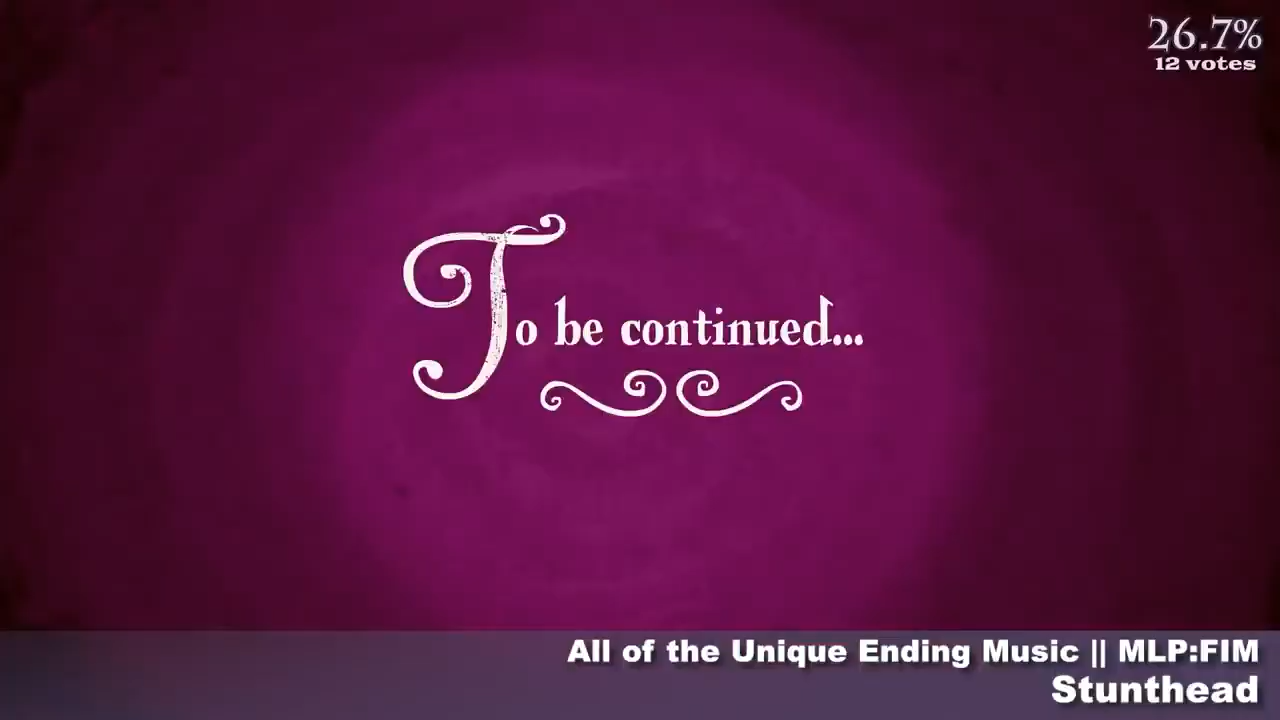 26.7%
12 votes
To be continued...
All of the Unique Ending Music || MLP:FIM
Stunthead